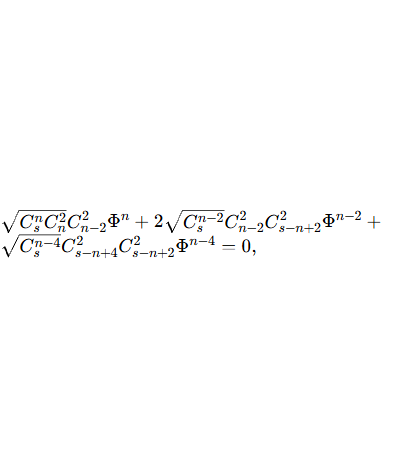 $\sqrt{C_s^n C_n^2} C_{n-2}^2 \Phi^n + 2\sqrt{C_s^{n-2}} C_{n-2}^2 C_{s-n+2}^2 \Phi^{n-2} +$
$\sqrt{C_s^{n-4}} C_{s-n+4}^2 C_{s-n+2}^2 \Phi^{n-4} = 0,$